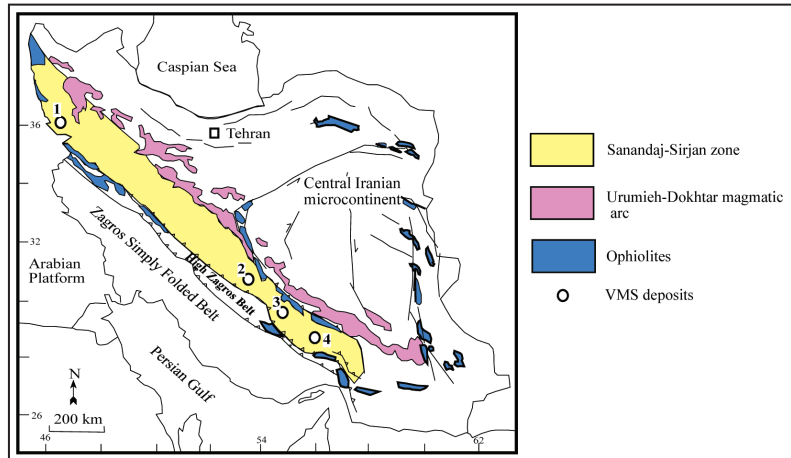 Caspian Sea
1
36
Tehran
Central Iranian
microcontinent
32
Arabian
Platform
Zagros Simply Folded Belt
High Zagros Belt
2
3
4
Persian Gulf
N
200 km
26
46
54
62
Sanandaj-Sirjan zone
Urumieh-Dokhtar magmatic
arc
Ophiolites
VMS deposits